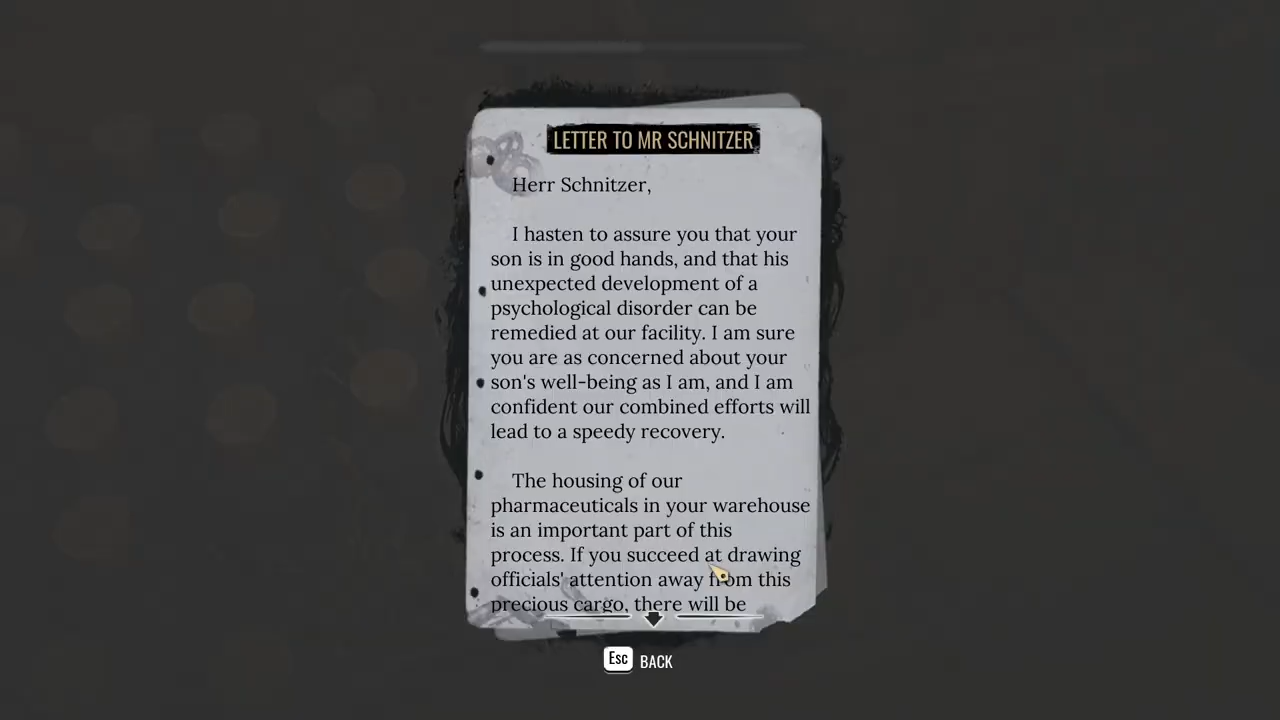 LETTER TO MR SCHNITZER
Herr Schnitzer,
I hasten to assure you that your
son is in good hands, and that his
unexpected development of a
psychological disorder can be
remedied at our facility. I am sure
you are as concerned about your
son's well-being as I am, and I am
confident our combined efforts will
lead to a speedy recovery.
The housing of our
pharmaceuticals in your warehouse
is an important part of this
process. If you succeed at drawing
officials' attention away from this
precious cargo, there will be
Esc BACK